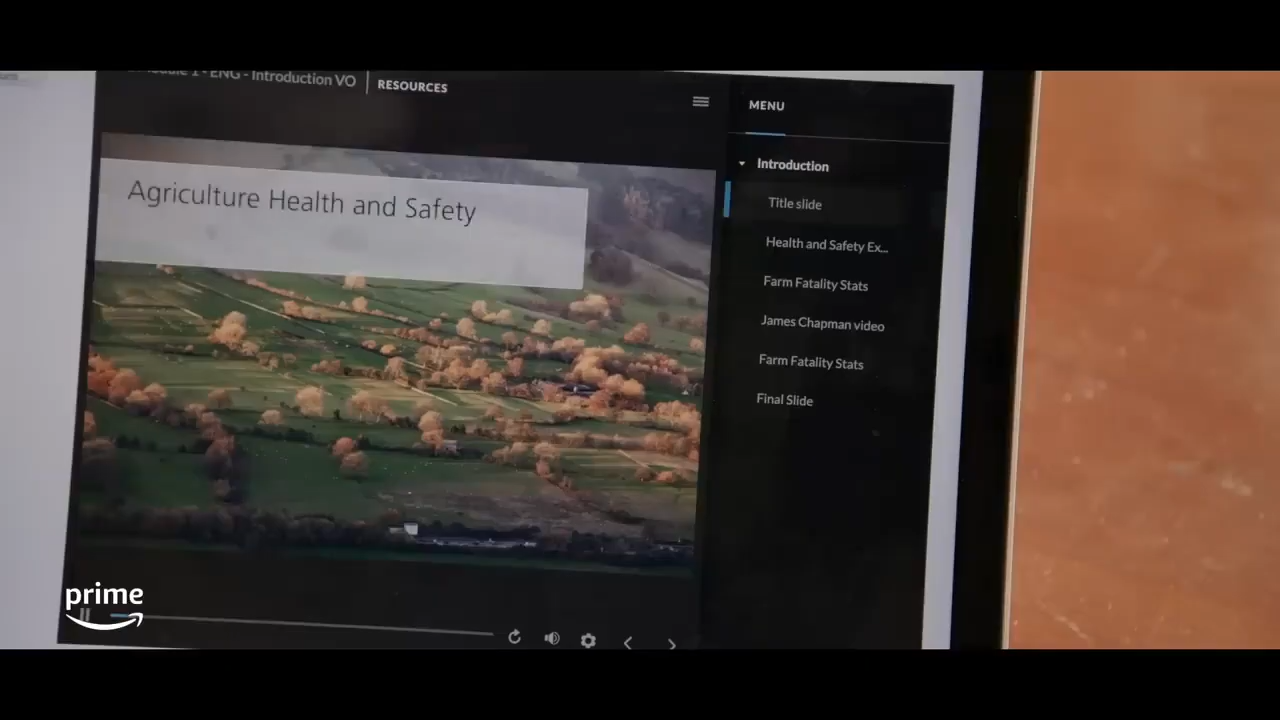 1 - ENG - Introduction VO
RESOURCES
MENU
Introduction
Agriculture Health and Safety
Title slide
Health and Safety Ex...
Farm Fatality Stats
James Chapman video
Farm Fatality Stats
Final Slide
prime